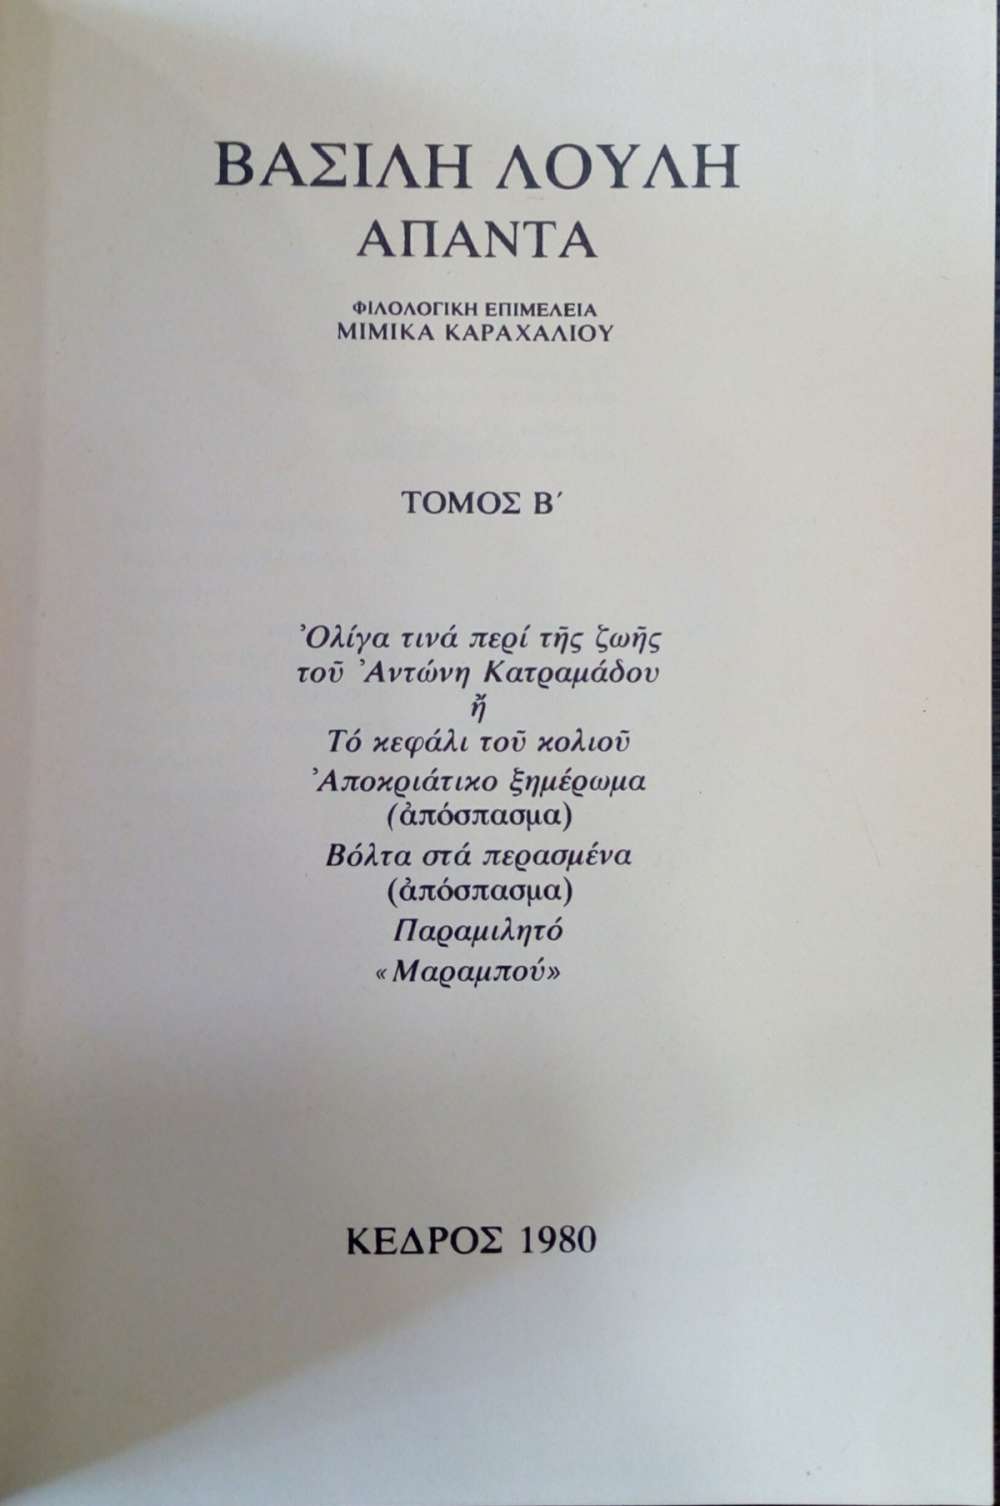 ΒΑΣΙΛΗ ΛΟΥΛΗ
ΑΠΑΝΤΑ
ΦΙΛΟΛΟΓΙΚΗ ΕΠΙΜΕΛΕΙΑ
ΜΙΜΙΚΑ ΚΑΡΑΧΑΛΙΟΥ
ΤΟΜΟΣ Β΄
Ὀλίγα τινά περί τῆς ζωῆς
τοῦ Ἀντώνη Κατραμάδου
ἤ
Τό κεφάλι τοῦ κολιοῦ
Ἀποκριάτικο ξημέρωμα
(ἀπόσπασμα)
Βόλτα στά περασμένα
(ἀπόσπασμα)
Παραμιλητό
«Μαραμπού»
ΚΕΔΡΟΣ 1980